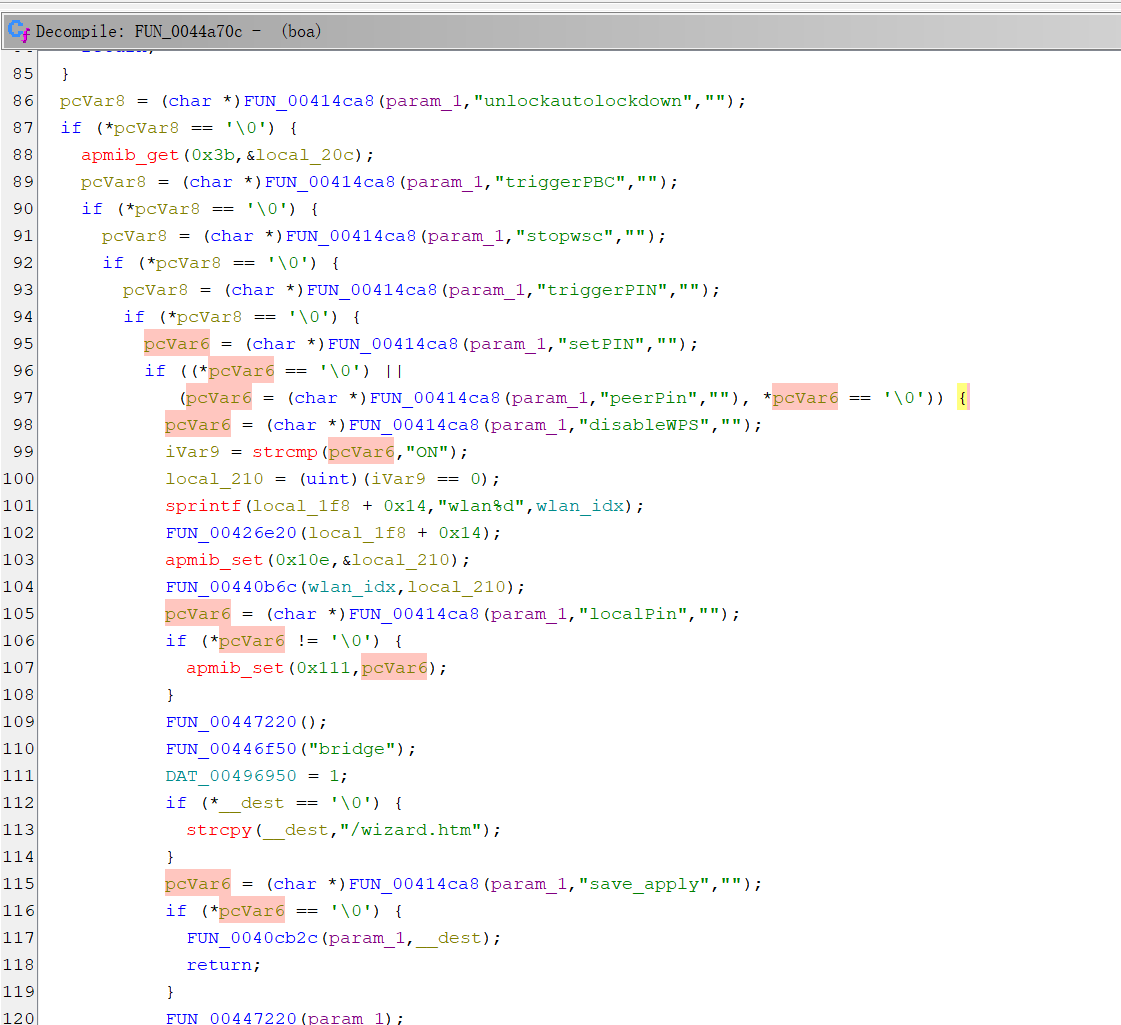 Decompile: FUN_0044a70c - (boa)
85 }
86 pcVar8 = (char *)FUN_00414ca8(param_1,"unlockautolockdown","");
87 if (*pcVar8 == '\0') {
88 apmib_get(0x3b,&local_20c);
89 pcVar8 = (char *)FUN_00414ca8(param_1,"triggerPBC","");
90 if (*pcVar8 == '\0') {
91 pcVar8 = (char *)FUN_00414ca8(param_1,"stopwsc","");
92 if (*pcVar8 == '\0') {
93 pcVar8 = (char *)FUN_00414ca8(param_1,"triggerPIN","");
94 if (*pcVar8 == '\0') {
95 pcVar6 = (char *)FUN_00414ca8(param_1,"setPIN","");
96 if ((*pcVar6 == '\0') ||
97 (pcVar6 = (char *)FUN_00414ca8(param_1,"peerPin",""), *pcVar6 == '\0')) {
98 pcVar6 = (char *)FUN_00414ca8(param_1,"disableWPS","");
99 iVar9 = strcmp(pcVar6,"ON");
100 local_210 = (uint)(iVar9 == 0);
101 sprintf(local_1f8 + 0x14,"wlan%d",wlan_idx);
102 FUN_00426e20(local_1f8 + 0x14);
103 apmib_set(0x10e,&local_210);
104 FUN_00440b6c(wlan_idx,local_210);
105 pcVar6 = (char *)FUN_00414ca8(param_1,"localPin","");
106 if (*pcVar6 != '\0') {
107 apmib_set(0x111,pcVar6);
108 }
109 FUN_00447220();
110 FUN_00446f50("bridge");
111 DAT_00496950 = 1;
112 if (*__dest == '\0') {
113 strcpy(__dest,"/wizard.htm");
114 }
115 pcVar6 = (char *)FUN_00414ca8(param_1,"save_apply","");
116 if (*pcVar6 == '\0') {
117 FUN_0040cb2c(param_1,__dest);
118 return;
119 }
120 FUN_00447220(param_1);